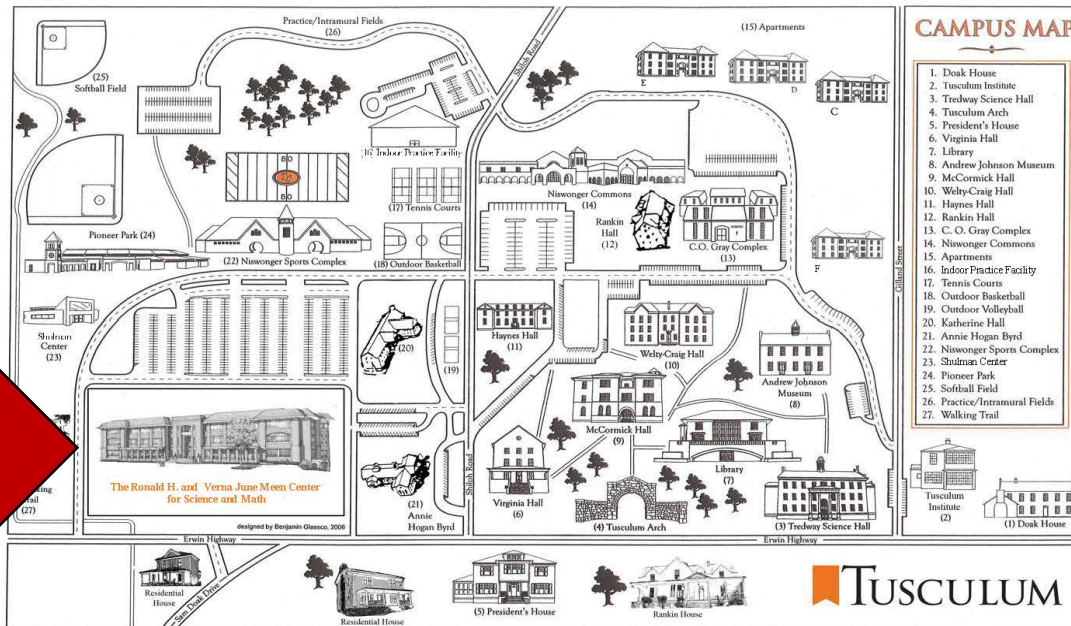 Practice/Intramural Fields
(26)
(15) Apartments
CAMPUS MAP
(25)
Softball Field
Shiloh Road
E
D
C
1. Doak House
2. Tusculum Institute
3. Tredway Science Hall
4. Tusculum Arch
5. President's House
6. Virginia Hall
7. Library
8. Andrew Johnson Museum
9. McCormick Hall
10. Welty-Craig Hall
11. Haynes Hall
12. Rankin Hall
13. C. O. Gray Complex
14. Niswonger Commons
15. Apartments
16. Indoor Practice Facility
17. Tennis Courts
18. Outdoor Basketball
19. Outdoor Volleyball
20. Katherine Hall
21. Annie Hogan Byrd
22. Niswonger Sports Complex
23. Shulman Center
24. Pioneer Park
25. Softball Field
26. Practice/Intramural Fields
27. Walking Trail
(16) Indoor Practice Facility
50
50
(17) Tennis Courts
Niswonger Commons
(14)
Rankin
Hall
(12)
C.O. Gray Complex
(13)
Pioneer Park (24)
(22) Niswonger Sports Complex
(18) Outdoor Basketball
F
Gilland Street
Shulman
Center
(23)
(20)
(19)
Haynes Hall
(11)
Welty-Craig Hall
(10)
Andrew Johnson
Museum
(8)
McCormick Hall
(9)
The Ronald H. and Verna June Meen Center
for Science and Math
designed by Benjamin Glassco, 2006
(27)
(21)
Annie
Hogan Byrd
Shiloh Road
Virginia Hall
(6)
Library
(7)
(4) Tusculum Arch
(3) Tredway Science Hall
Tusculum
Institute
(2)
(1) Doak House
Erwin Highway
Erwin Highway
Residential
House
Sam Doak Drive
Residential House
(5) President's House
Rankin House
TUSCULUM